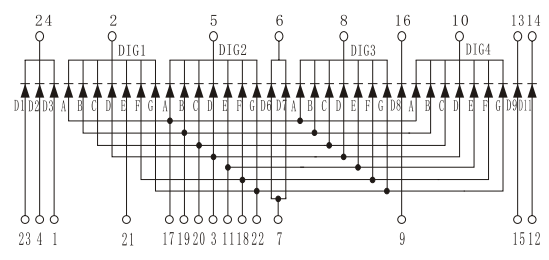 24 2 5 6 8 16 10 13 14
DIG1 DIG2 DIG3 DIG4
D1 D2 D3 A B C D E F G A B C D E F G D6 D7 A B C D E F G D8 A B C D E F G D9 D11
23 4 1 21 17 19 20 3 11 18 22 7 9 15 12